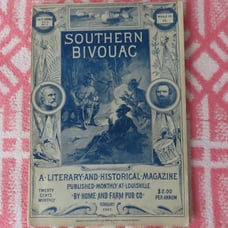 SOUTHERN
BIVOUAC
A·LITERARY·AND·HISTORICAL·MAGAZINE
PUBLISHED·MONTHLY·AT·LOUISVILLE
·BY·HOME·AND·FARM·PUB·CO·
TWENTY
CENTS
MONTHLY
FEBRUARY
$2.00
PER·ANNUM